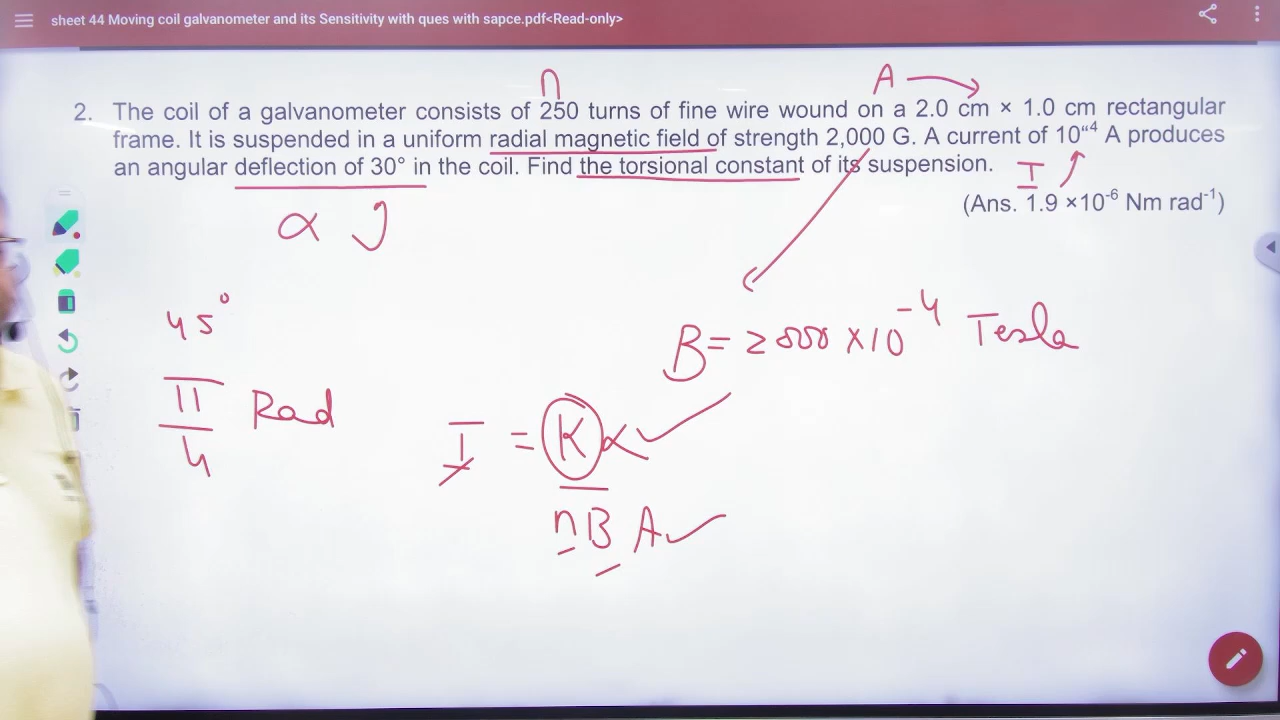 sheet 44 Moving coil galvanometer and its Sensitivity with ques with sapce.pdf<Read-only>
n
A
2. The coil of a galvanometer consists of 250 turns of fine wire wound on a 2.0 cm × 1.0 cm rectangular
frame. It is suspended in a uniform radial magnetic field of strength 2,000 G. A current of 10“⁴ A produces
an angular deflection of 30° in the coil. Find the torsional constant of its suspension.
I
(Ans. 1.9 ×10⁻⁶ Nm rad⁻¹)
α
45°
B = 2000 × 10⁻⁴ Tesla
π/4 Rad
I = Kα
nBA